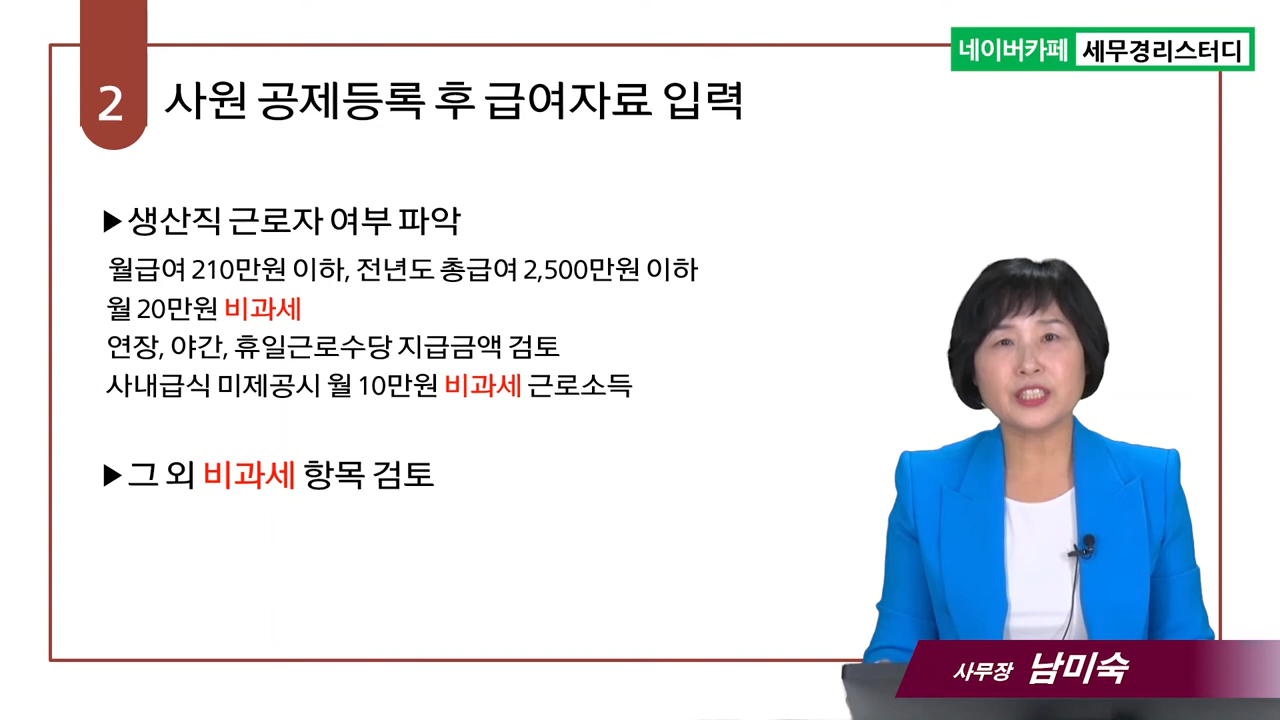 네이버카페 세무경리스터디
2 사원 공제등록 후 급여자료 입력
▶생산직 근로자 여부 파악
월급여 210만원 이하, 전년도 총급여 2,500만원 이하
월 20만원 비과세
연장, 야간, 휴일근로수당 지급금액 검토
사내급식 미제공시 월 10만원 비과세 근로소득
▶그 외 비과세 항목 검토
사무장 남미숙